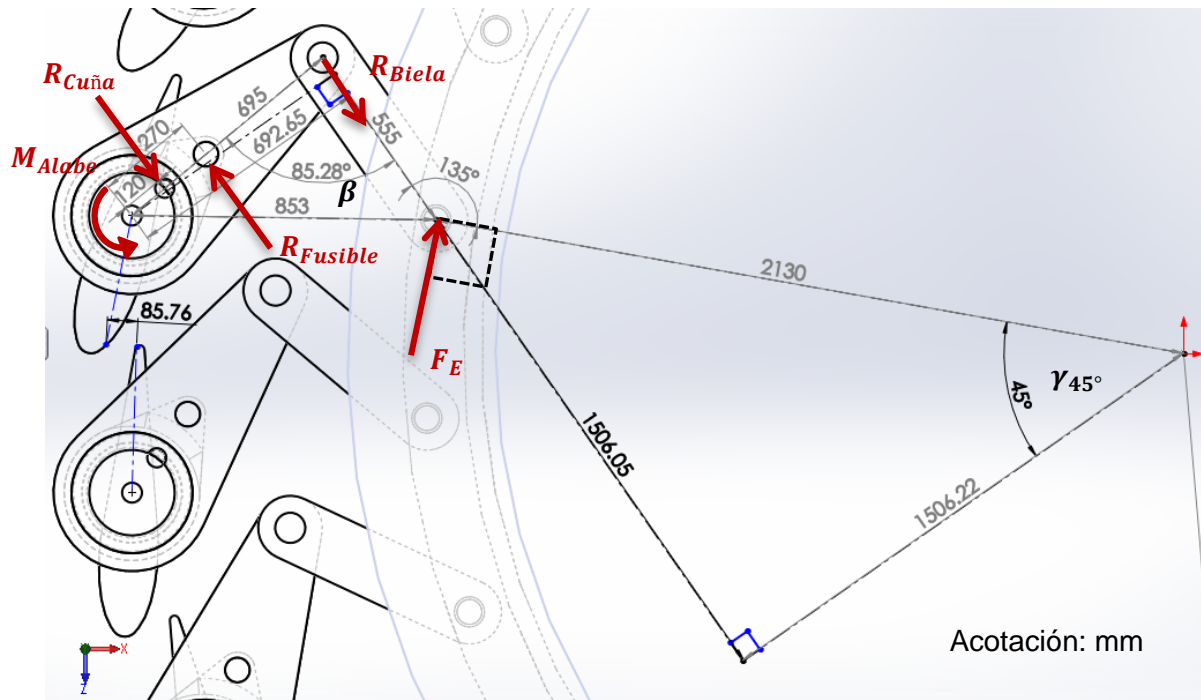 R_Cuña
R_Biela
695
270
692.65
555
M_Alabe
120
85.28°
135°
β
853
R_Fusible
2130
85.76
F_E
γ_45°
45°
1506.05
1506.22
Acotación: mm
X
Z